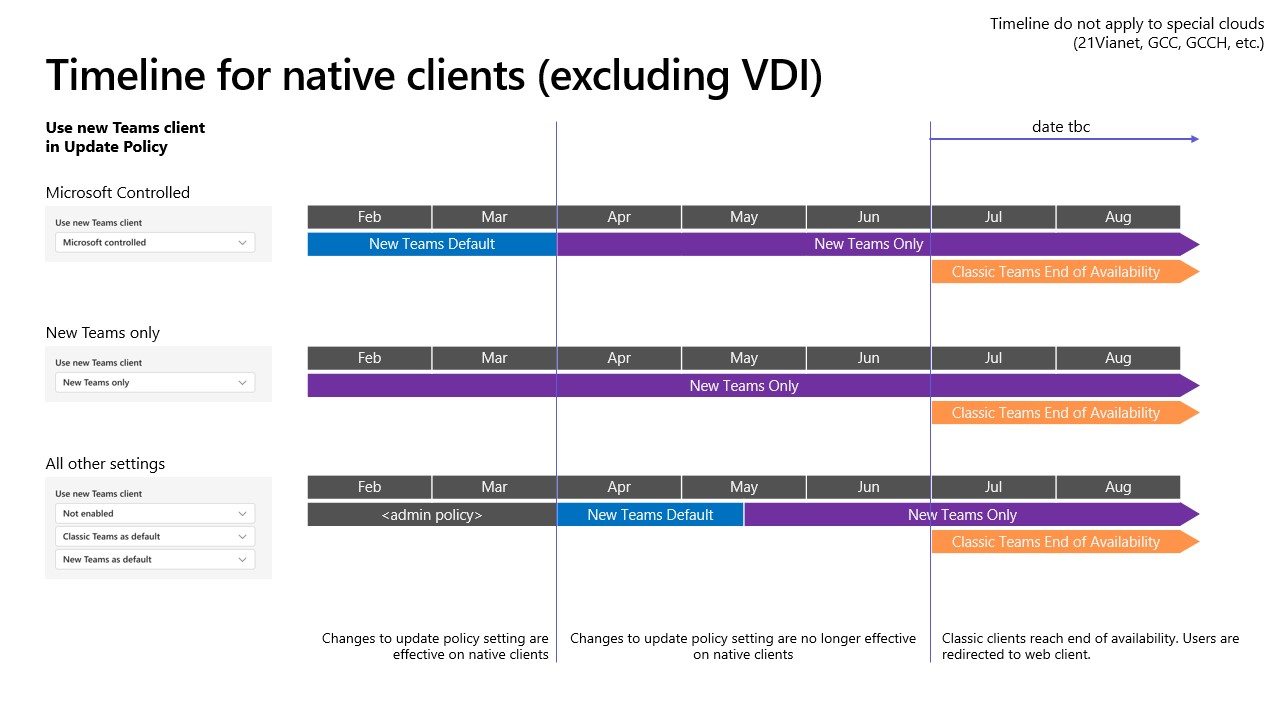 Timeline do not apply to special clouds
(21Vianet, GCC, GCCH, etc.)
Timeline for native clients (excluding VDI)
Use new Teams client
in Update Policy
date tbc
Microsoft Controlled
Use new Teams client
Microsoft controlled
Feb Mar Apr May Jun Jul Aug
New Teams Default New Teams Only
Classic Teams End of Availability
New Teams only
Use new Teams client
New Teams only
Feb Mar Apr May Jun Jul Aug
New Teams Only
Classic Teams End of Availability
All other settings
Use new Teams client
Not enabled
Classic Teams as default
New Teams as default
Feb Mar Apr May Jun Jul Aug
<admin policy> New Teams Default New Teams Only
Classic Teams End of Availability
Changes to update policy setting are
effective on native clients
Changes to update policy setting are no longer effective
on native clients
Classic clients reach end of availability. Users are
redirected to web client.